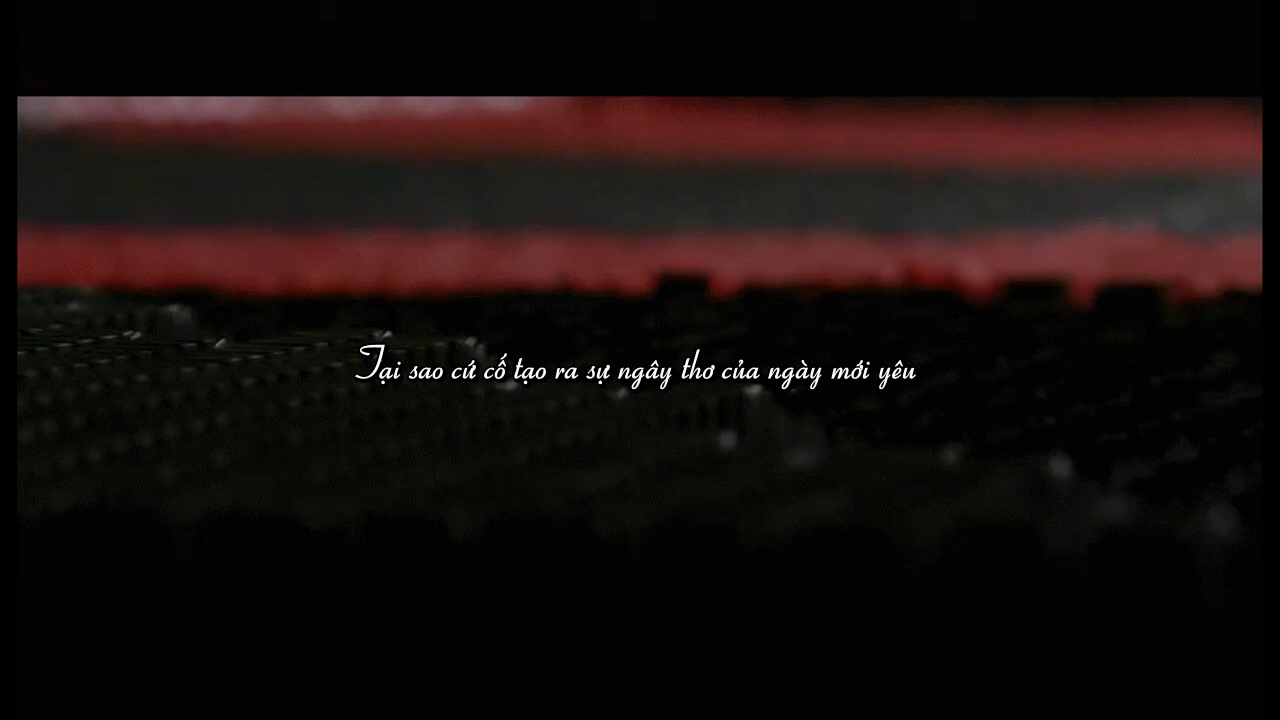 Tại sao cứ cố tạo ra sự ngây thơ của ngày mới yêu